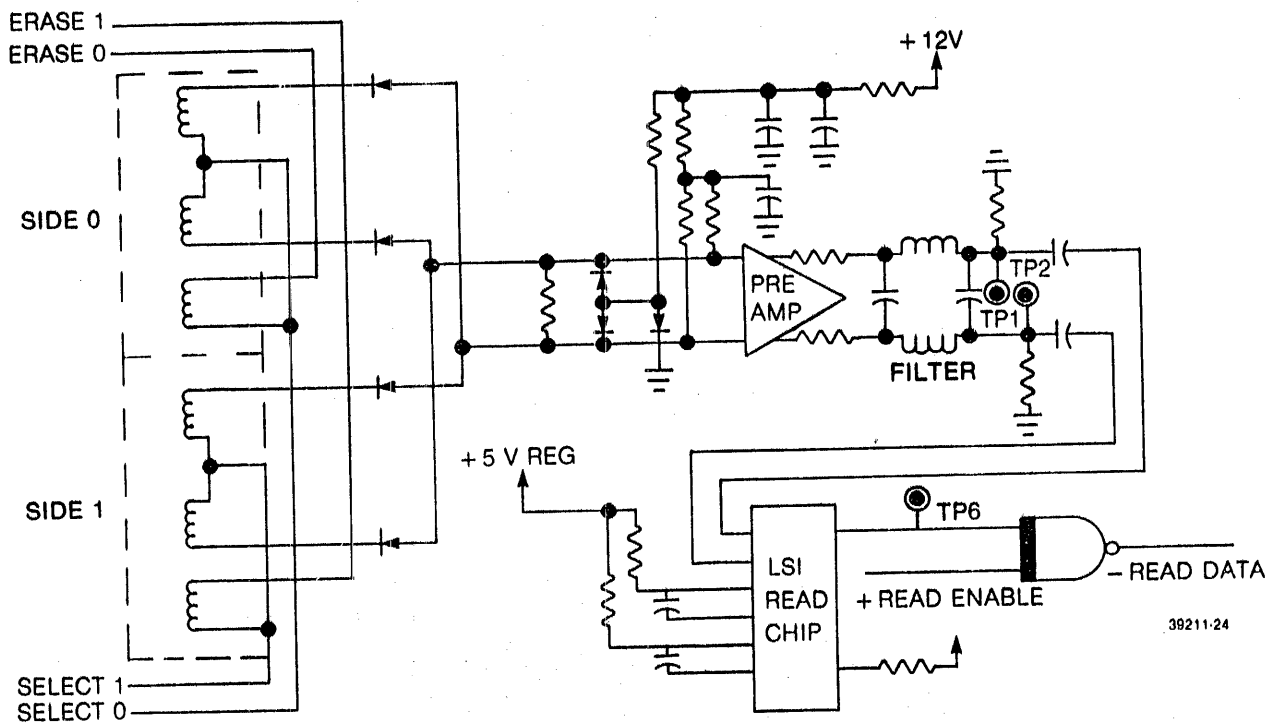 ERASE 1
ERASE 0
+ 12V
SIDE 0
PRE
AMP
TP2
TP1
FILTER
+ 5 V REG
SIDE 1
TP6
LSI
READ
CHIP
+ READ ENABLE
– READ DATA
39211-24
SELECT 1
SELECT 0